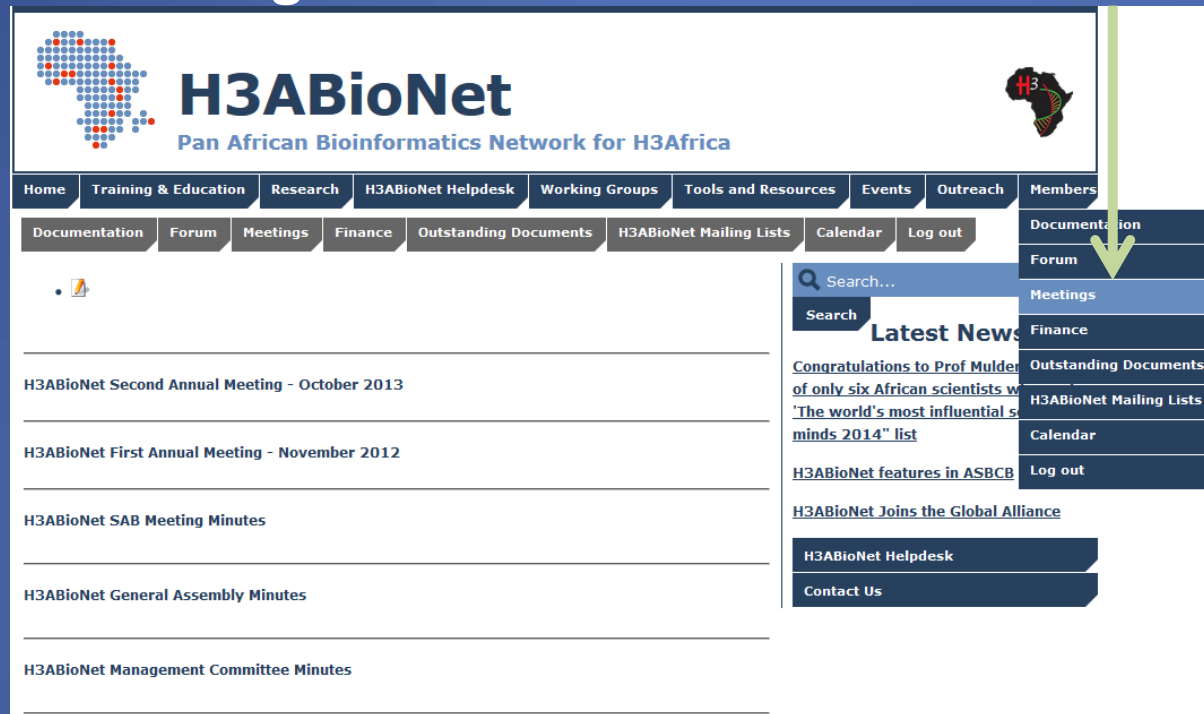 H3ABioNet
Pan African Bioinformatics Network for H3Africa
H3
Home Training & Education Research H3ABioNet Helpdesk Working Groups Tools and Resources Events Outreach Members
Documentation Forum Meetings Finance Outstanding Documents H3ABioNet Mailing Lists Calendar Log out
Documentation
Forum
Meetings
Finance
Outstanding Documents
H3ABioNet Mailing Lists
Calendar
Log out
H3ABioNet Second Annual Meeting - October 2013
H3ABioNet First Annual Meeting - November 2012
H3ABioNet SAB Meeting Minutes
H3ABioNet General Assembly Minutes
H3ABioNet Management Committee Minutes
Search...
Search
Latest News
Congratulations to Prof Mulder
of only six African scientists
'The world's most influential
minds 2014" list
H3ABioNet features in ASBCB
H3ABioNet Joins the Global Alliance
H3ABioNet Helpdesk
Contact Us